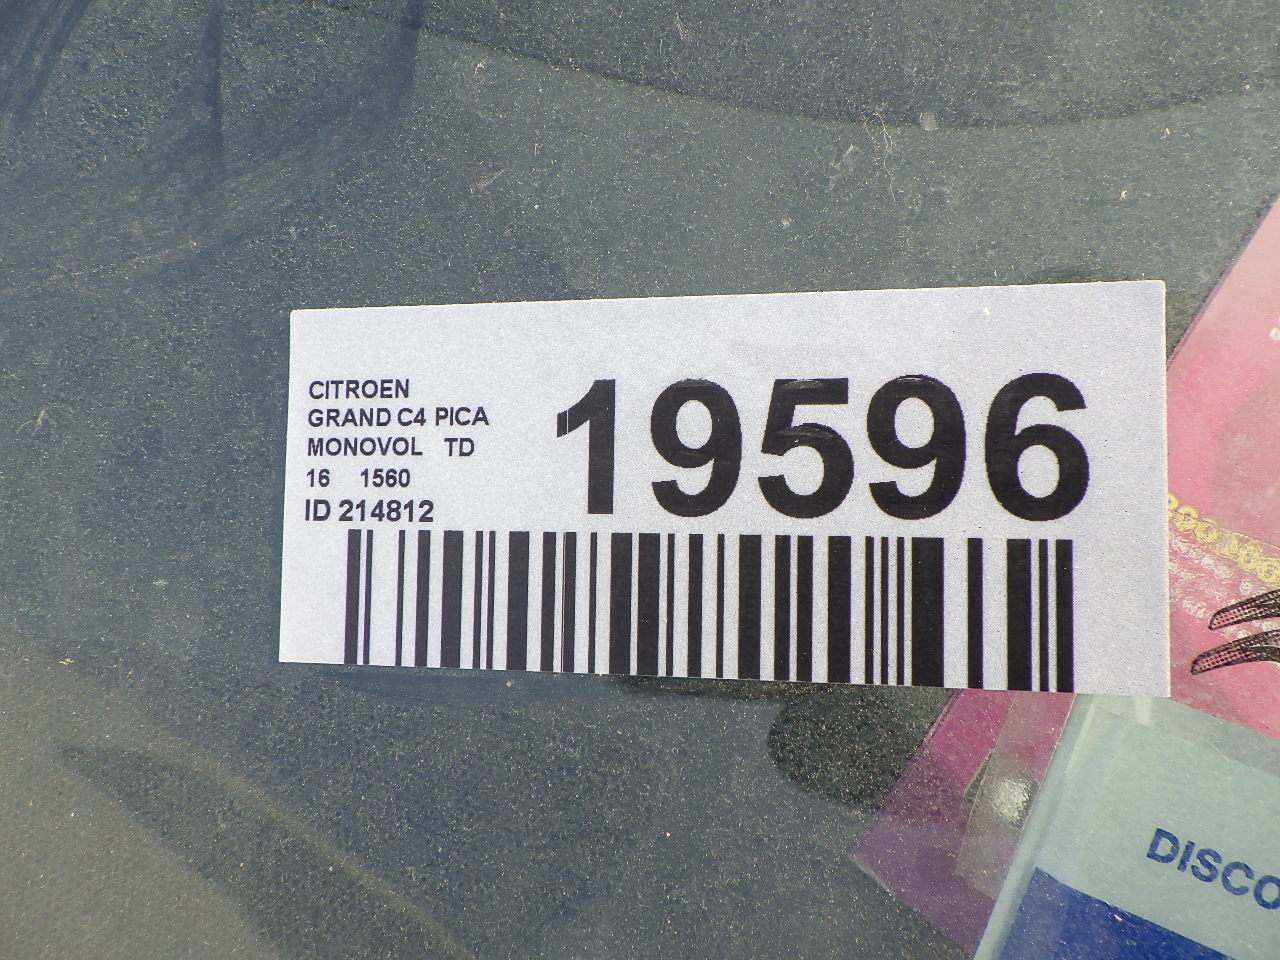 CITROEN
GRAND C4 PICA
MONOVOL TD
16 1560
ID 214812
19596
DISCO